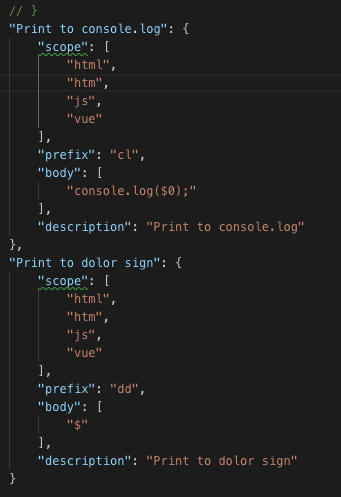 // }
"Print to console.log": {
"scope": [
"html",
"htm",
"js",
"vue"
],
"prefix": "cl",
"body": [
"console.log($0);"
],
"description": "Print to console.log"
},
"Print to dolor sign": {
"scope": [
"html",
"htm",
"js",
"vue"
],
"prefix": "dd",
"body": [
"$"
],
"description": "Print to dolor sign"
}